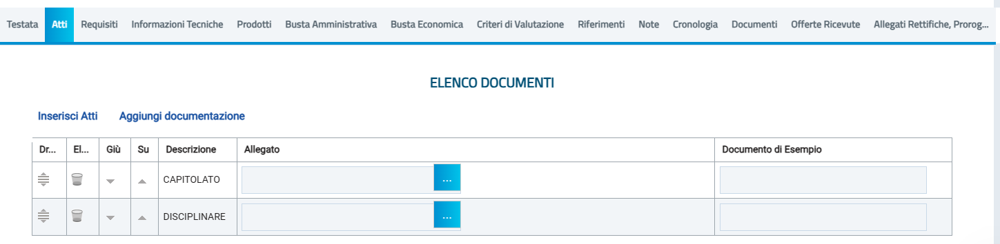 Testata Atti Requisiti Informazioni Tecniche Prodotti Busta Amministrativa Busta Economica Criteri di Valutazione Riferimenti Note Cronologia Documenti Offerte Ricevute Allegati Rettifiche, Prorog...
ELENCO DOCUMENTI
Inserisci Atti Aggiungi documentazione
Dr... El... Giù Su Descrizione Allegato Documento di Esempio
CAPITOLATO ...
DISCIPLINARE ...